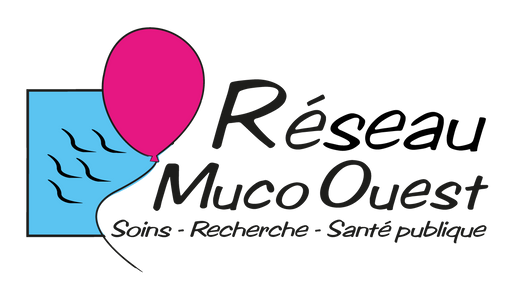 Réseau
Muco Ouest
Soins - Recherche - Santé publique